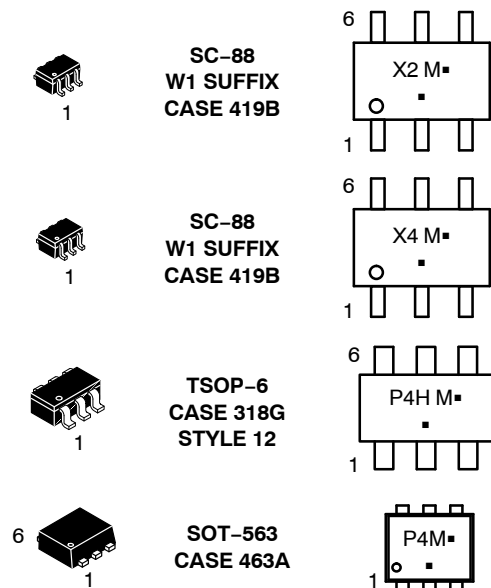 6
SC−88
W1 SUFFIX
CASE 419B
X2 M▪
▪
1
1
6
SC−88
W1 SUFFIX
CASE 419B
X4 M▪
▪
1
1
6
TSOP−6
CASE 318G
STYLE 12
P4H M▪
▪
1
1
6
SOT−563
CASE 463A
P4M▪
▪
1
1